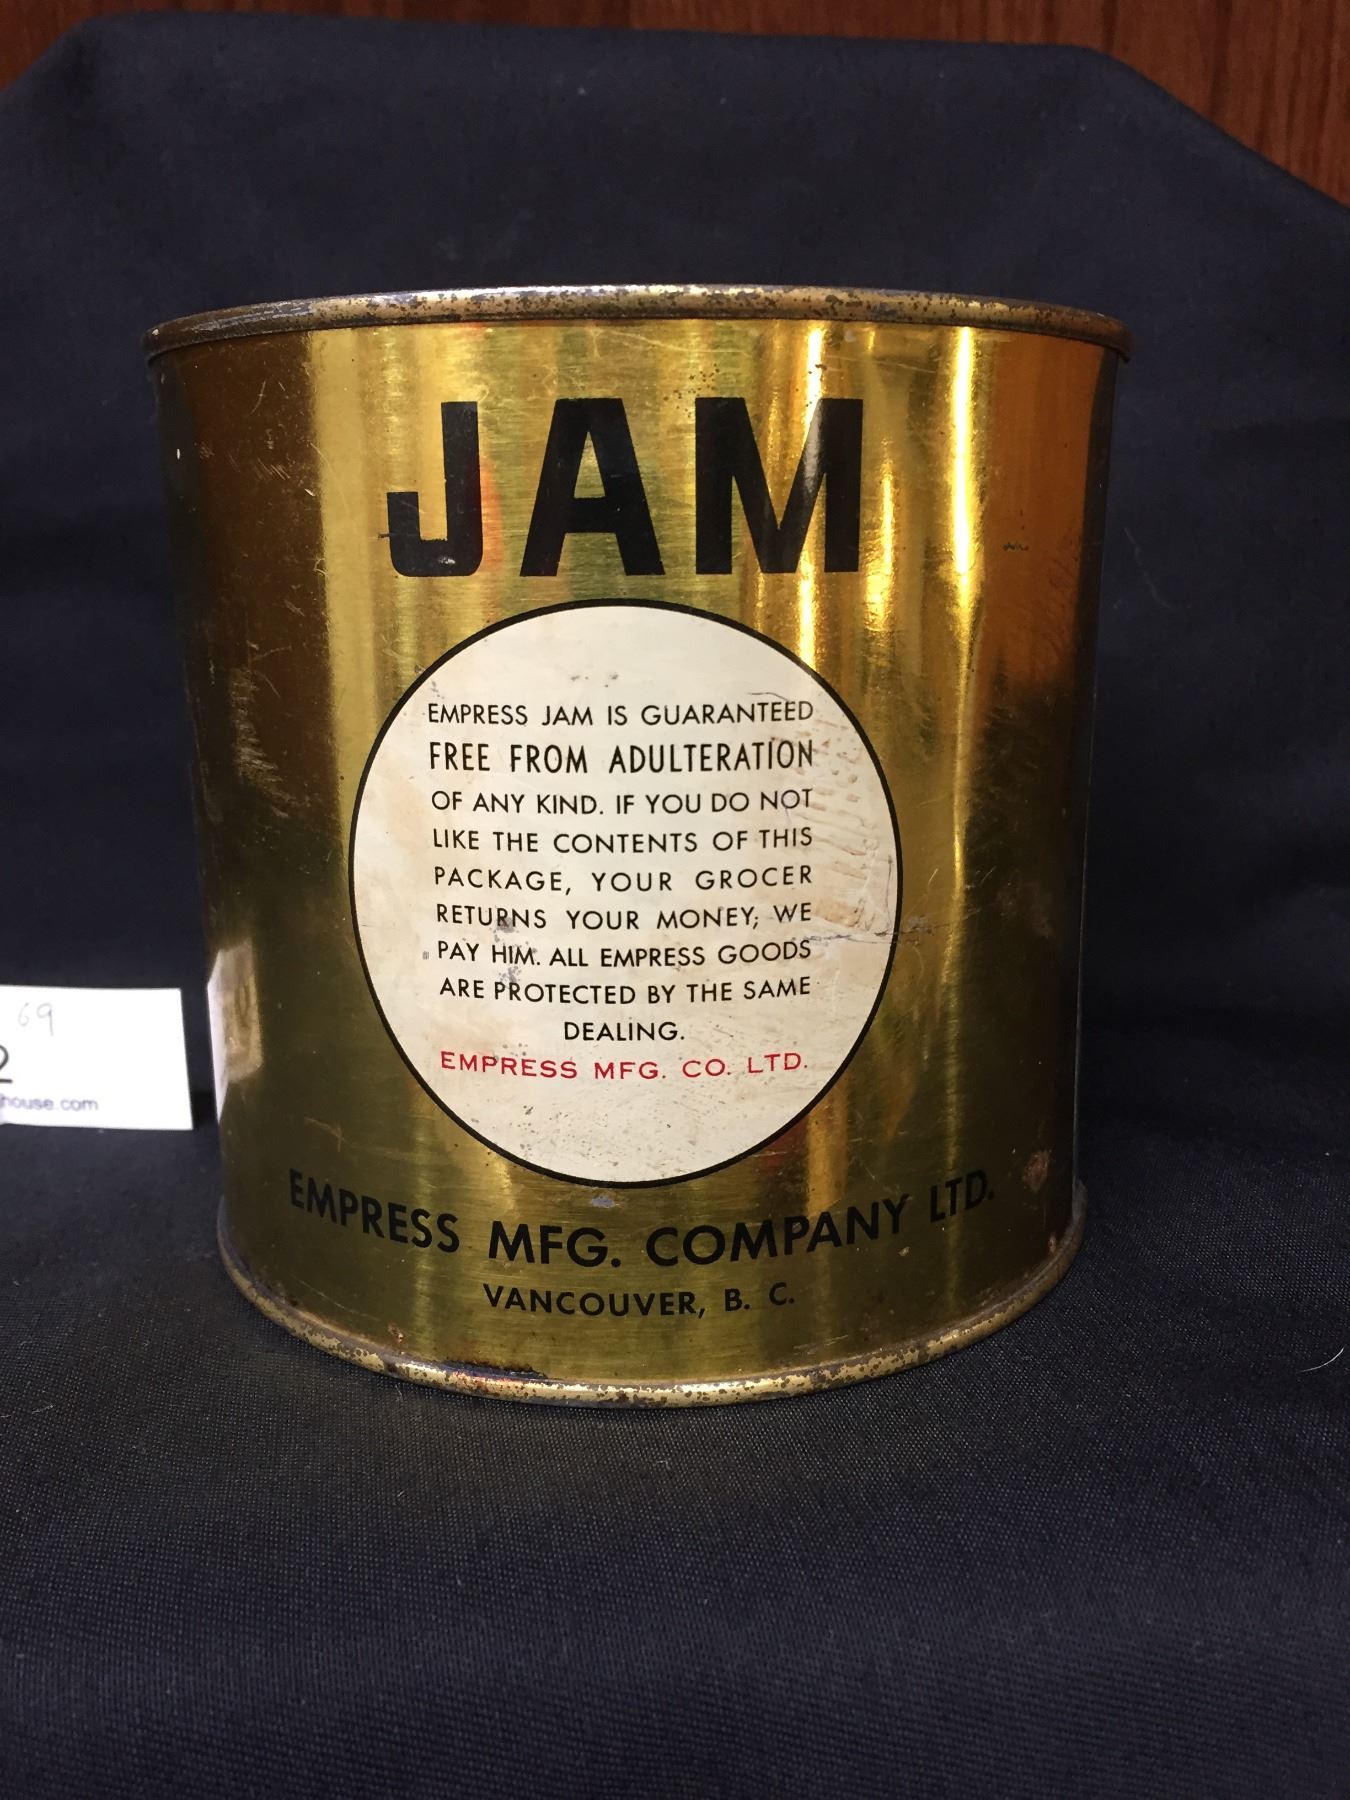 JAM
EMPRESS JAM IS GUARANTEED
FREE FROM ADULTERATION
OF ANY KIND. IF YOU DO NOT
LIKE THE CONTENTS OF THIS
PACKAGE, YOUR GROCER
RETURNS YOUR MONEY; WE
PAY HIM. ALL EMPRESS GOODS
ARE PROTECTED BY THE SAME
DEALING.
EMPRESS MFG. CO. LTD.
EMPRESS MFG. COMPANY LTD.
VANCOUVER, B. C.
69
2
house.com